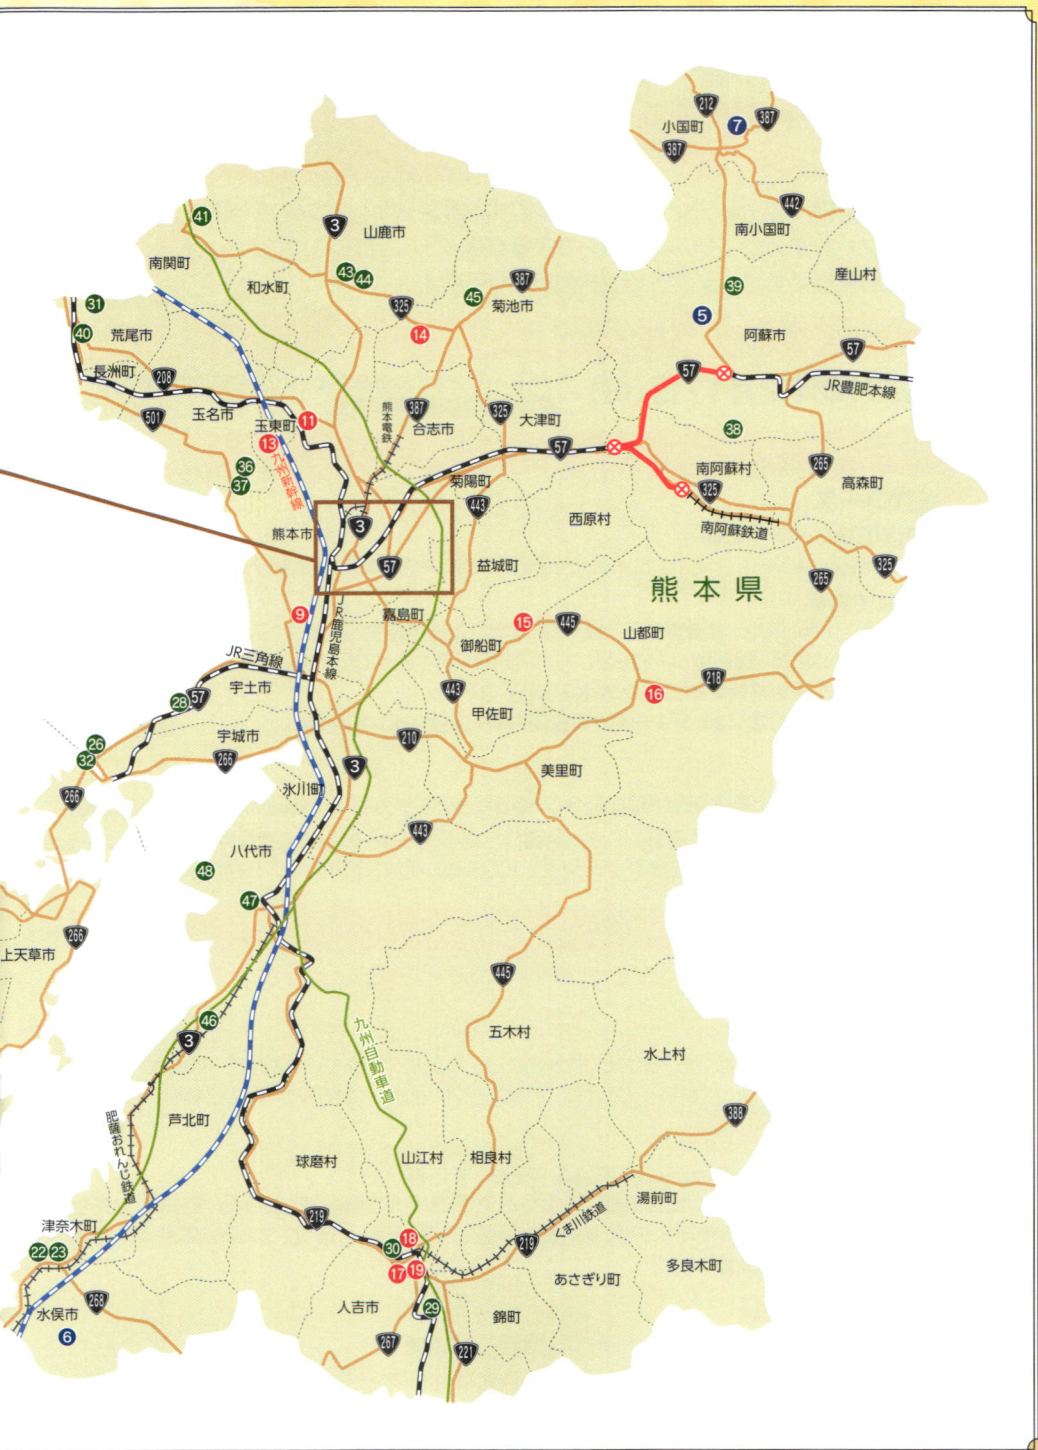 212
小国町
7
387
387
442
南小国町
41
3
山鹿市
産山村
南関町
43
44
和水町
387
45
菊池市
39
325
31
5
40
荒尾市
14
阿蘇市
57
長洲町
208
57
JR豊肥本線
玉名市
501
熊本電鉄
387
325
大津町
11
玉東町
合志市
38
13
九州新幹線
57
36
南阿蘇村
265
37
菊陽町
325
高森町
443
熊本市
3
西原村
南阿蘇鉄道
57
益城町
325
265
熊本県
9
嘉島町
JR鹿児島本線
15
445
山都町
御船町
JR三角線
宇土市
218
28
57
443
16
甲佐町
26
宇城市
210
32
266
3
美里町
266
氷川町
443
八代市
48
47
266
上天草市
445
46
九州自動車道
五木村
3
水上村
388
肥薩おれんじ鉄道
芦北町
球磨村
山江村
相良村
湯前町
津奈木町
219
くま川鉄道
22
23
18
30
219
多良木町
17
19
あさぎり町
268
人吉市
29
水俣市
錦町
6
267
221